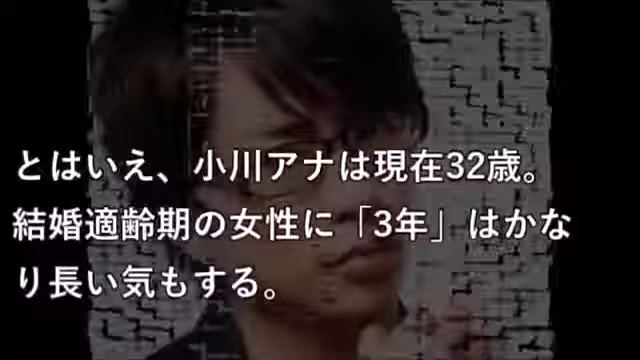 とはいえ、小川アナは現在32歳。
結婚適齢期の女性に「3年」はかな
り長い気もする。